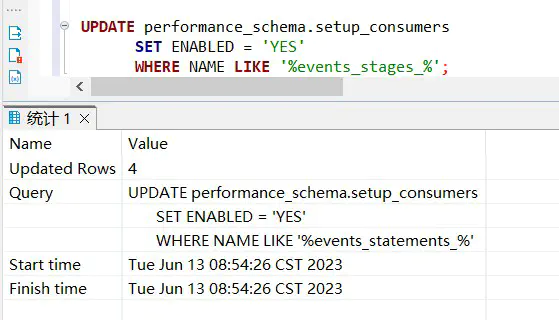 UPDATE performance_schema.setup_consumers
SET ENABLED = 'YES'
WHERE NAME LIKE '%events_stages_%';
统计 1
Name Value
Updated Rows 4
Query UPDATE performance_schema.setup_consumers
SET ENABLED = 'YES'
WHERE NAME LIKE '%events_statements_%'
Start time Tue Jun 13 08:54:26 CST 2023
Finish time Tue Jun 13 08:54:26 CST 2023